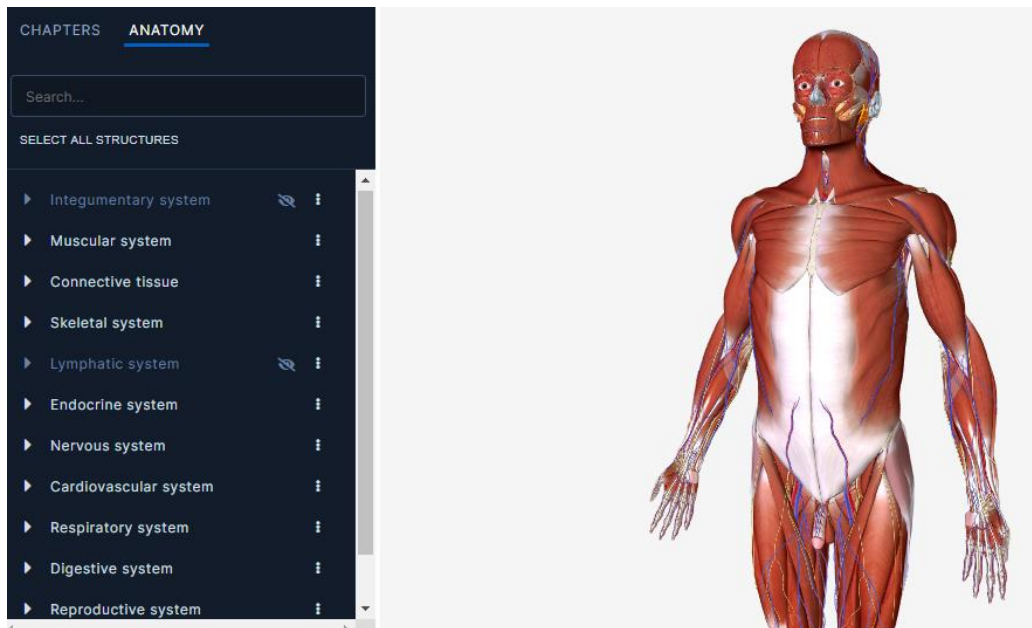 CHAPTERS ANATOMY
Search...
SELECT ALL STRUCTURES
Integumentary system
Muscular system
Connective tissue
Skeletal system
Lymphatic system
Endocrine system
Nervous system
Cardiovascular system
Respiratory system
Digestive system
Reproductive system